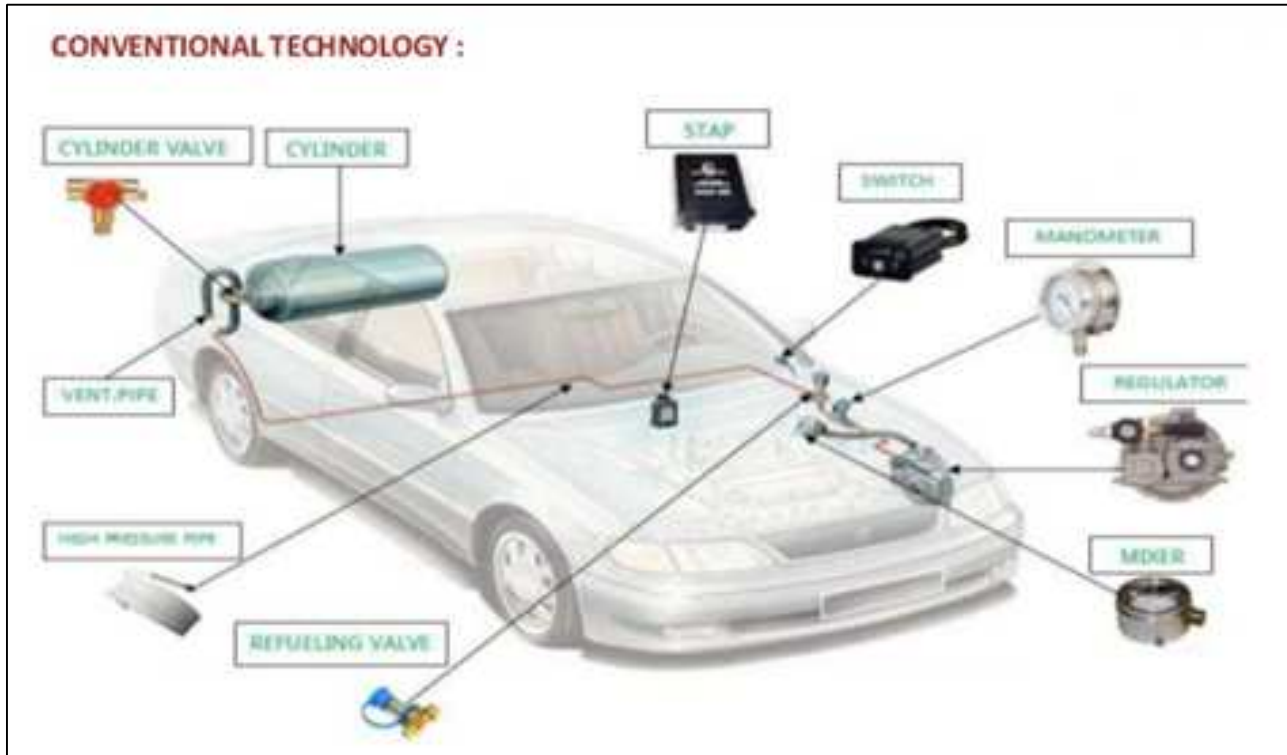 CONVENTIONAL TECHNOLOGY :
CYLINDER VALVE
CYLINDER
STAP
SWITCH
MANOMETER
VENT.PIPE
REGULATOR
HIGH PRESSURE PIPE
MIXER
REFUELING VALVE